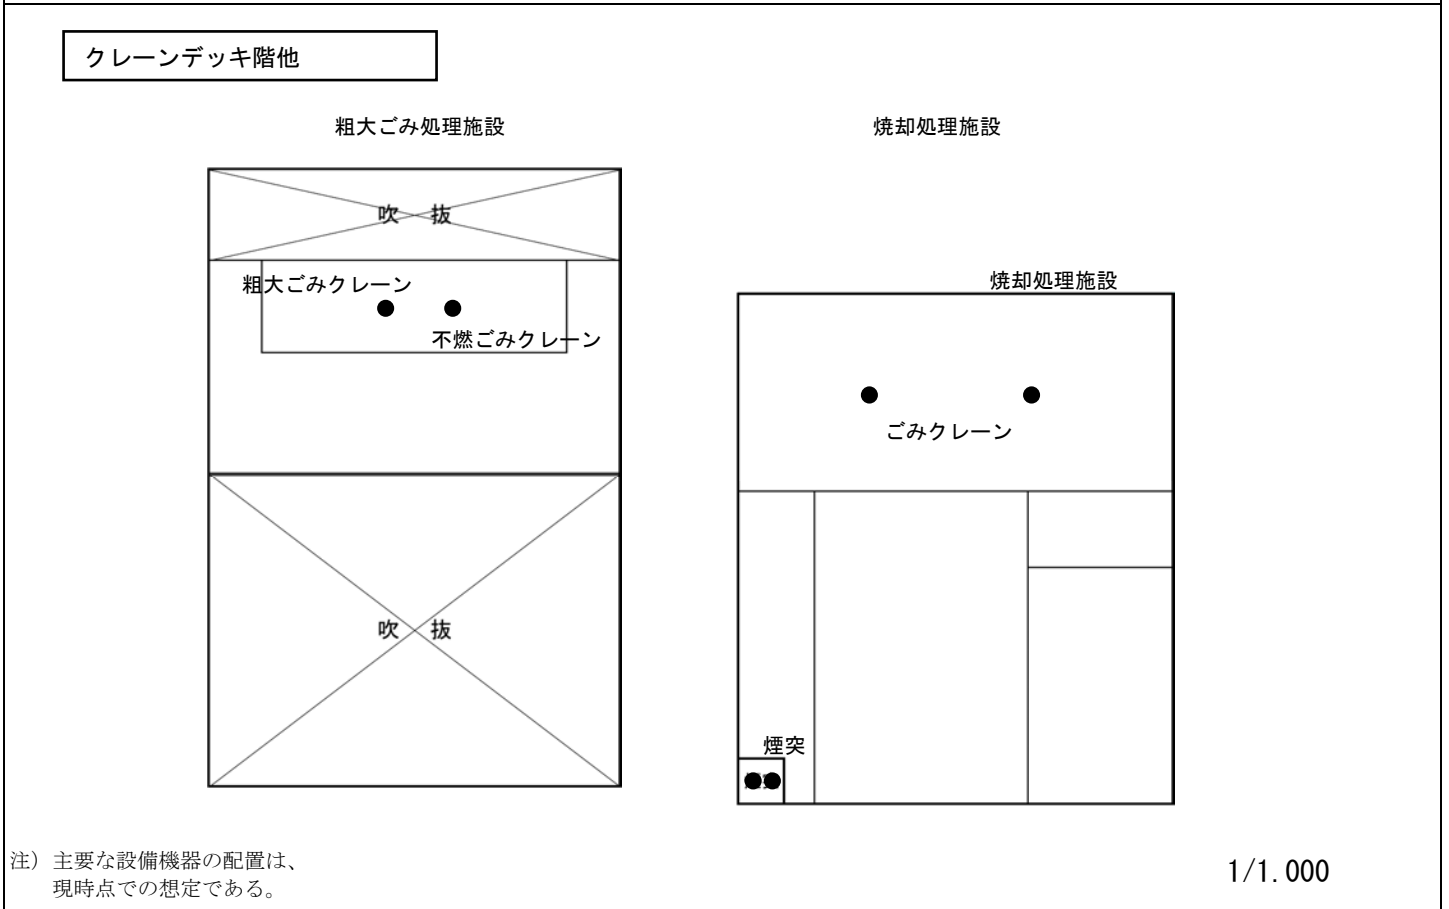 クレーンデッキ階他
粗大ごみ処理施設
焼却処理施設
吹 抜
粗大ごみクレーン
不燃ごみクレーン
吹 抜
焼却処理施設
ごみクレーン
煙突
注）主要な設備機器の配置は、
現時点での想定である。
1/1.000